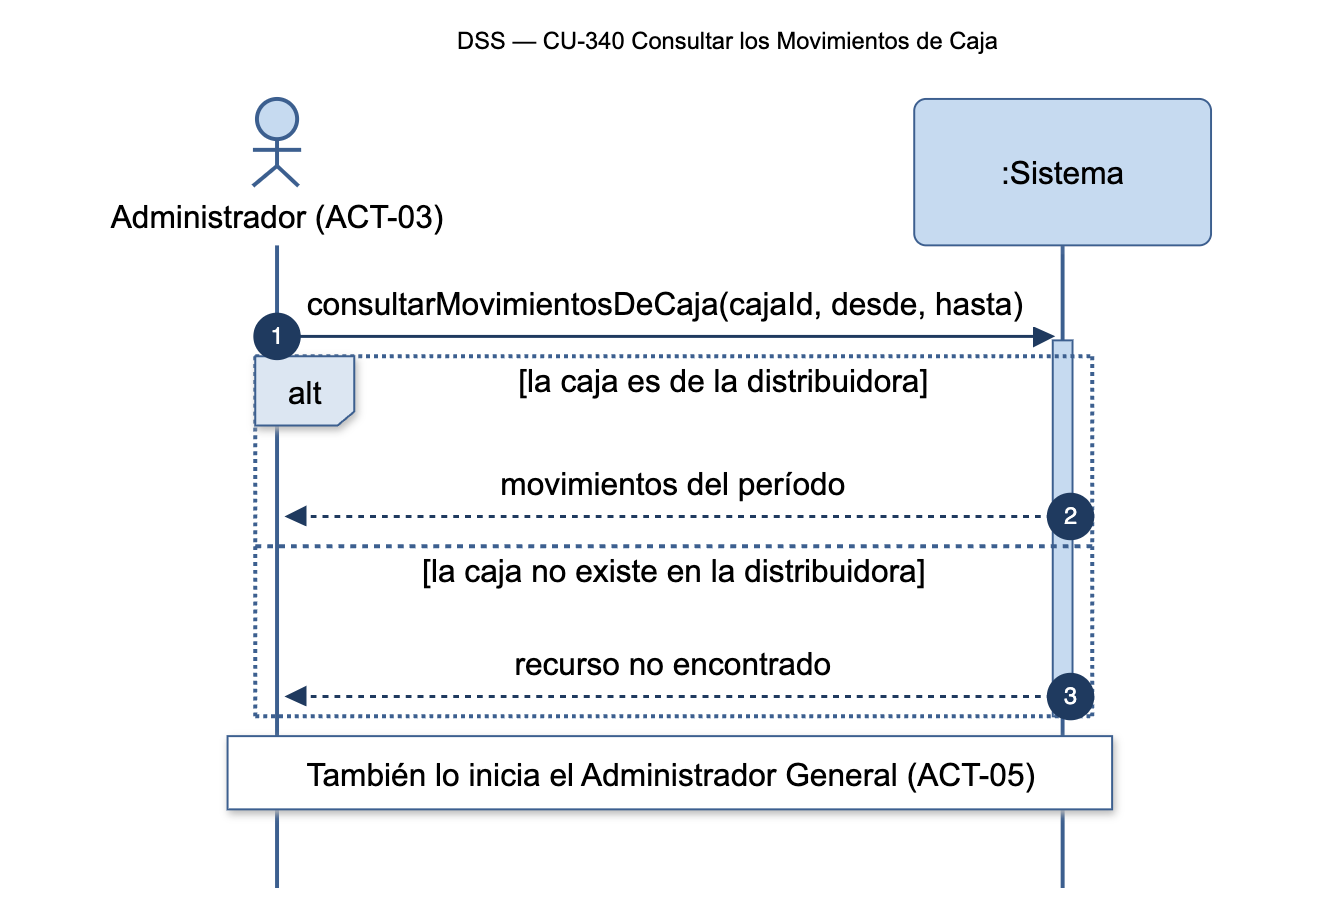 DSS — CU-340 Consultar los Movimientos de Caja
Administrador (ACT-03)
:Sistema
consultarMovimientosDeCaja(cajaId, desde, hasta)
1
alt
[la caja es de la distribuidora]
movimientos del período
2
[la caja no existe en la distribuidora]
recurso no encontrado
3
También lo inicia el Administrador General (ACT-05)